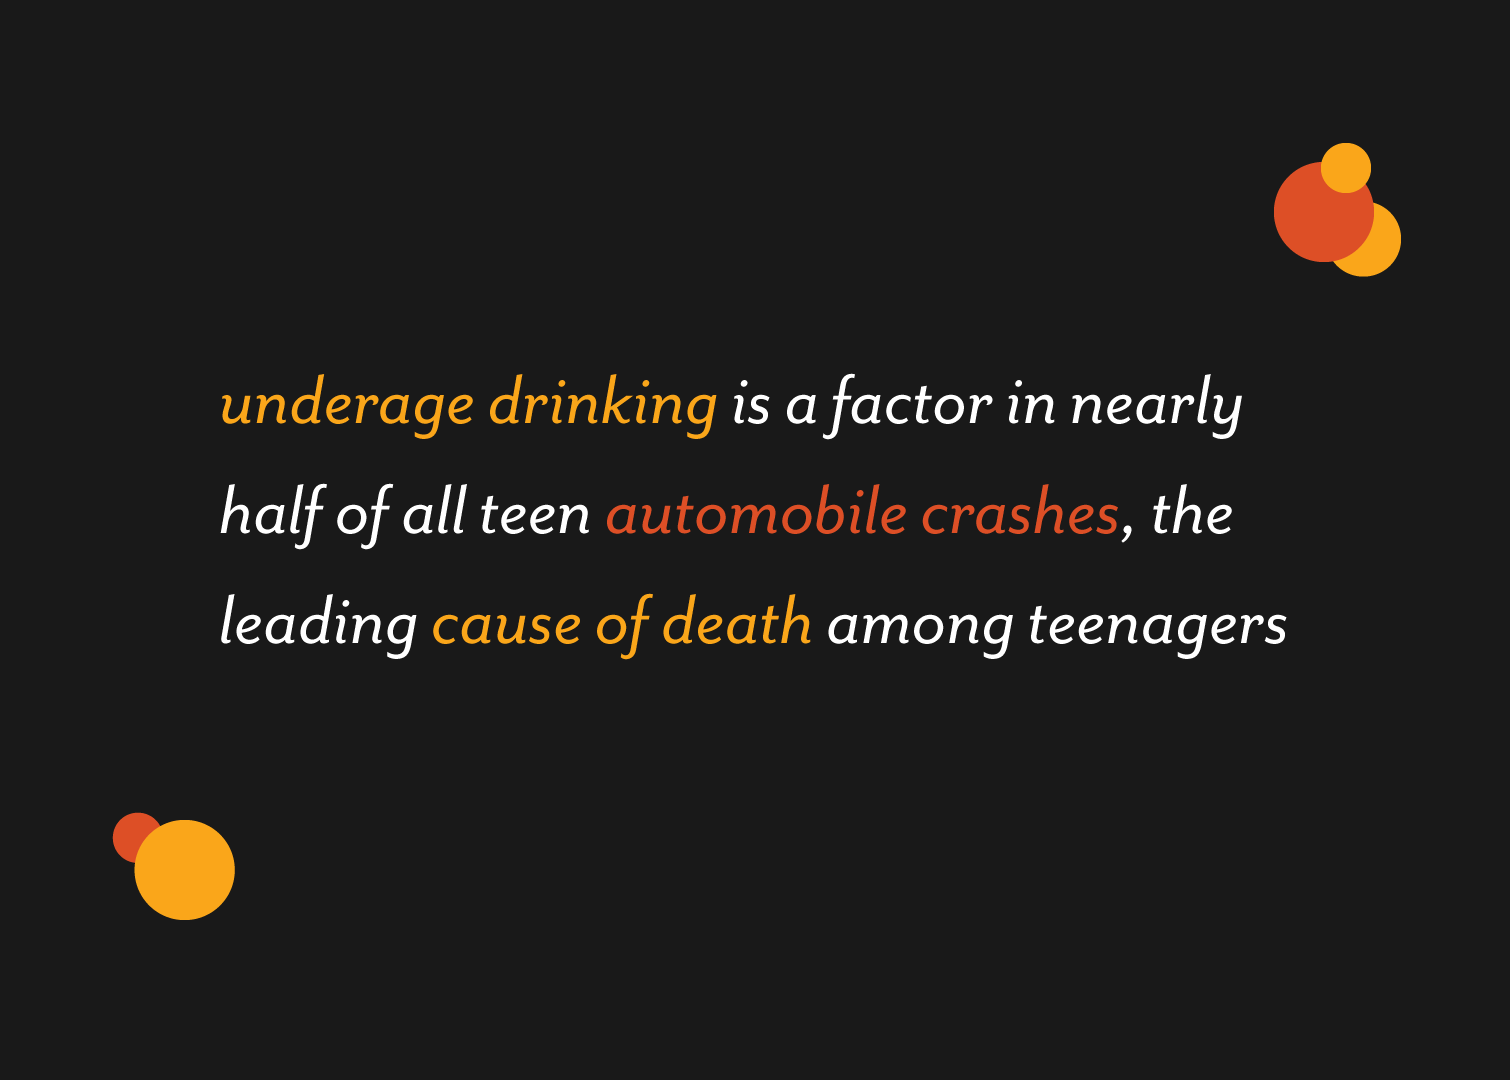 underage drinking is a factor in nearly
half of all teen automobile crashes, the
leading cause of death among teenagers